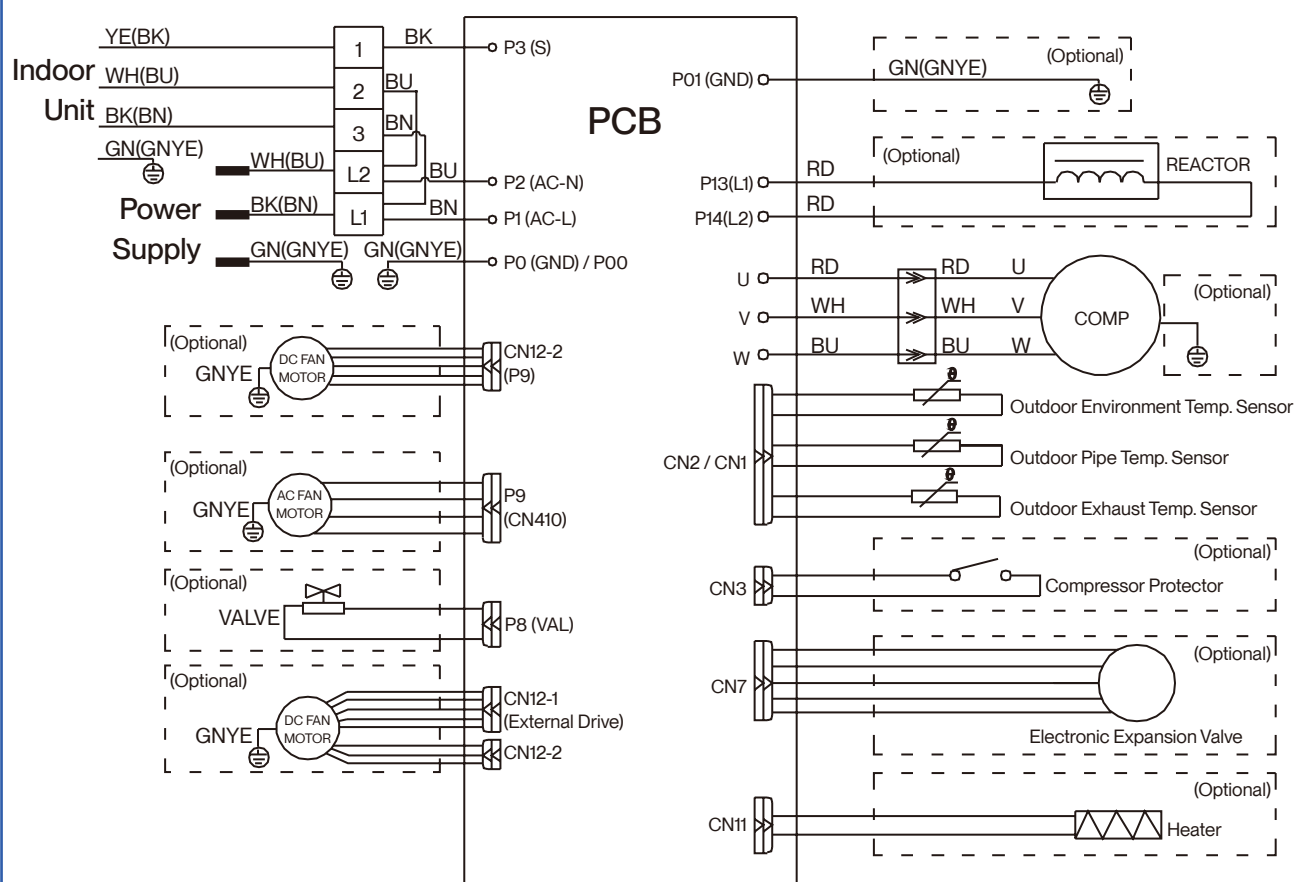 YE(BK)
1
BK
P3 (S)
Indoor
Unit
WH(BU)
2
BU
BK(BN)
3
BN
GN(GNYE)
WH(BU)
L2
BU
P2 (AC-N)
Power
Supply
BK(BN)
L1
BN
P1 (AC-L)
GN(GNYE)
GN(GNYE)
P0 (GND) / P00
PCB
(Optional)
DC FAN
MOTOR
GNYE
CN12-2
(P9)
(Optional)
AC FAN
MOTOR
GNYE
P9
(CN410)
(Optional)
VALVE
P8 (VAL)
(Optional)
DC FAN
MOTOR
GNYE
CN12-1
(External Drive)
CN12-2
P01 (GND)
GN(GNYE)
(Optional)
(Optional)
REACTOR
P13(L1)
RD
P14(L2)
RD
U
RD
RD
U
V
WH
WH
V
W
BU
BU
W
COMP
(Optional)
CN2 / CN1
θ
Outdoor Environment Temp. Sensor
θ
Outdoor Pipe Temp. Sensor
θ
Outdoor Exhaust Temp. Sensor
(Optional)
CN3
Compressor Protector
(Optional)
CN7
Electronic Expansion Valve
(Optional)
CN11
Heater